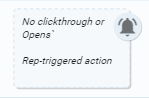 No clickthrough or
Opens`
Rep-triggered action